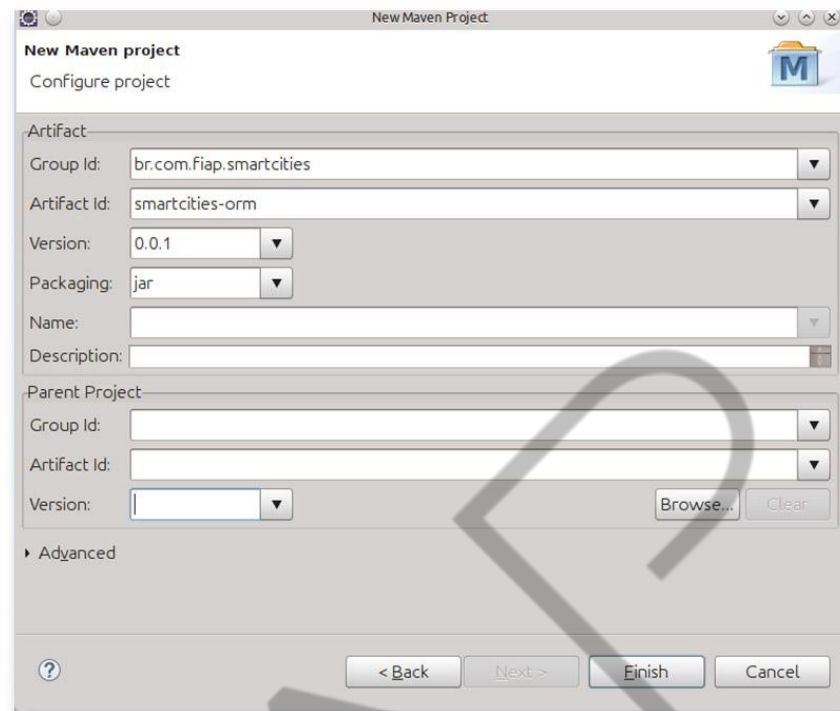 New Maven Project
New Maven project
Configure project
M
Artifact
Group Id: br.com.fiap.smartcities
Artifact Id: smartcities-orm
Version: 0.0.1
Packaging: jar
Name:
Description:
Parent Project
Group Id:
Artifact Id:
Version: Browse... Clear
Advanced
? < Back Next > Finish Cancel